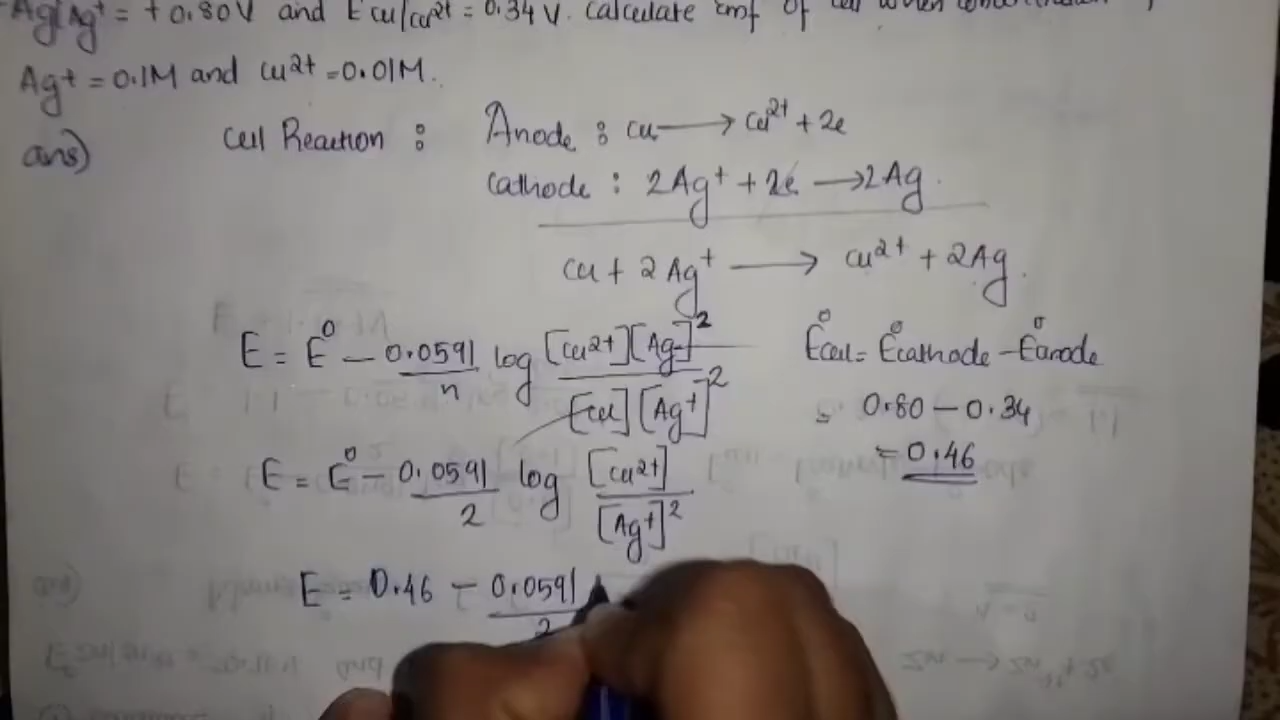 Ag/Ag+ = +0.80V and E cu/cu2+ = 0.34 V. calculate emf of cell when
Ag+ = 0.1M and cu2+ = 0.01M.
ans) Cell Reaction : Anode : cu ⟶ cu2+ + 2e
Cathode : 2Ag+ + 2e ⟶ 2Ag.
cu + 2Ag+ ⟶ cu2+ + 2Ag.
E = E0 − 0.0591/n log [cu2+][Ag]2/[cu][Ag+]2
E0cell = E0cathode − E0anode
= 0.80 − 0.34
= 0.46
E = E0 − 0.0591/2 log [cu2+]/[Ag+]2
E = 0.46 − 0.0591/2